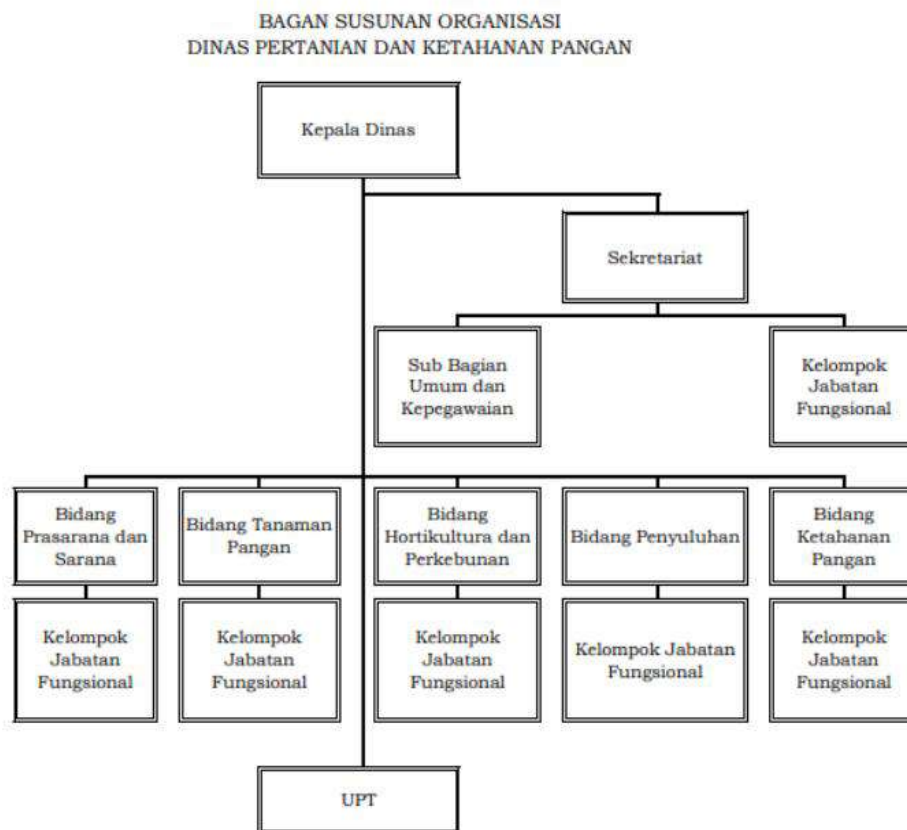 BAGAN SUSUNAN ORGANISASI
DINAS PERTANIAN DAN KETAHANAN PANGAN
Kepala Dinas
Sekretariat
Sub Bagian
Umum dan
Kepegawaian
Kelompok
Jabatan
Fungsional
Bidang
Prasarana dan
Sarana
Bidang Tanaman
Pangan
Bidang
Hortikultura dan
Perkebunan
Bidang Penyuluhan
Bidang
Ketahanan
Pangan
Kelompok
Jabatan
Fungsional
Kelompok
Jabatan
Fungsional
Kelompok
Jabatan
Fungsional
Kelompok Jabatan
Fungsional
Kelompok
Jabatan
Fungsional
UPT